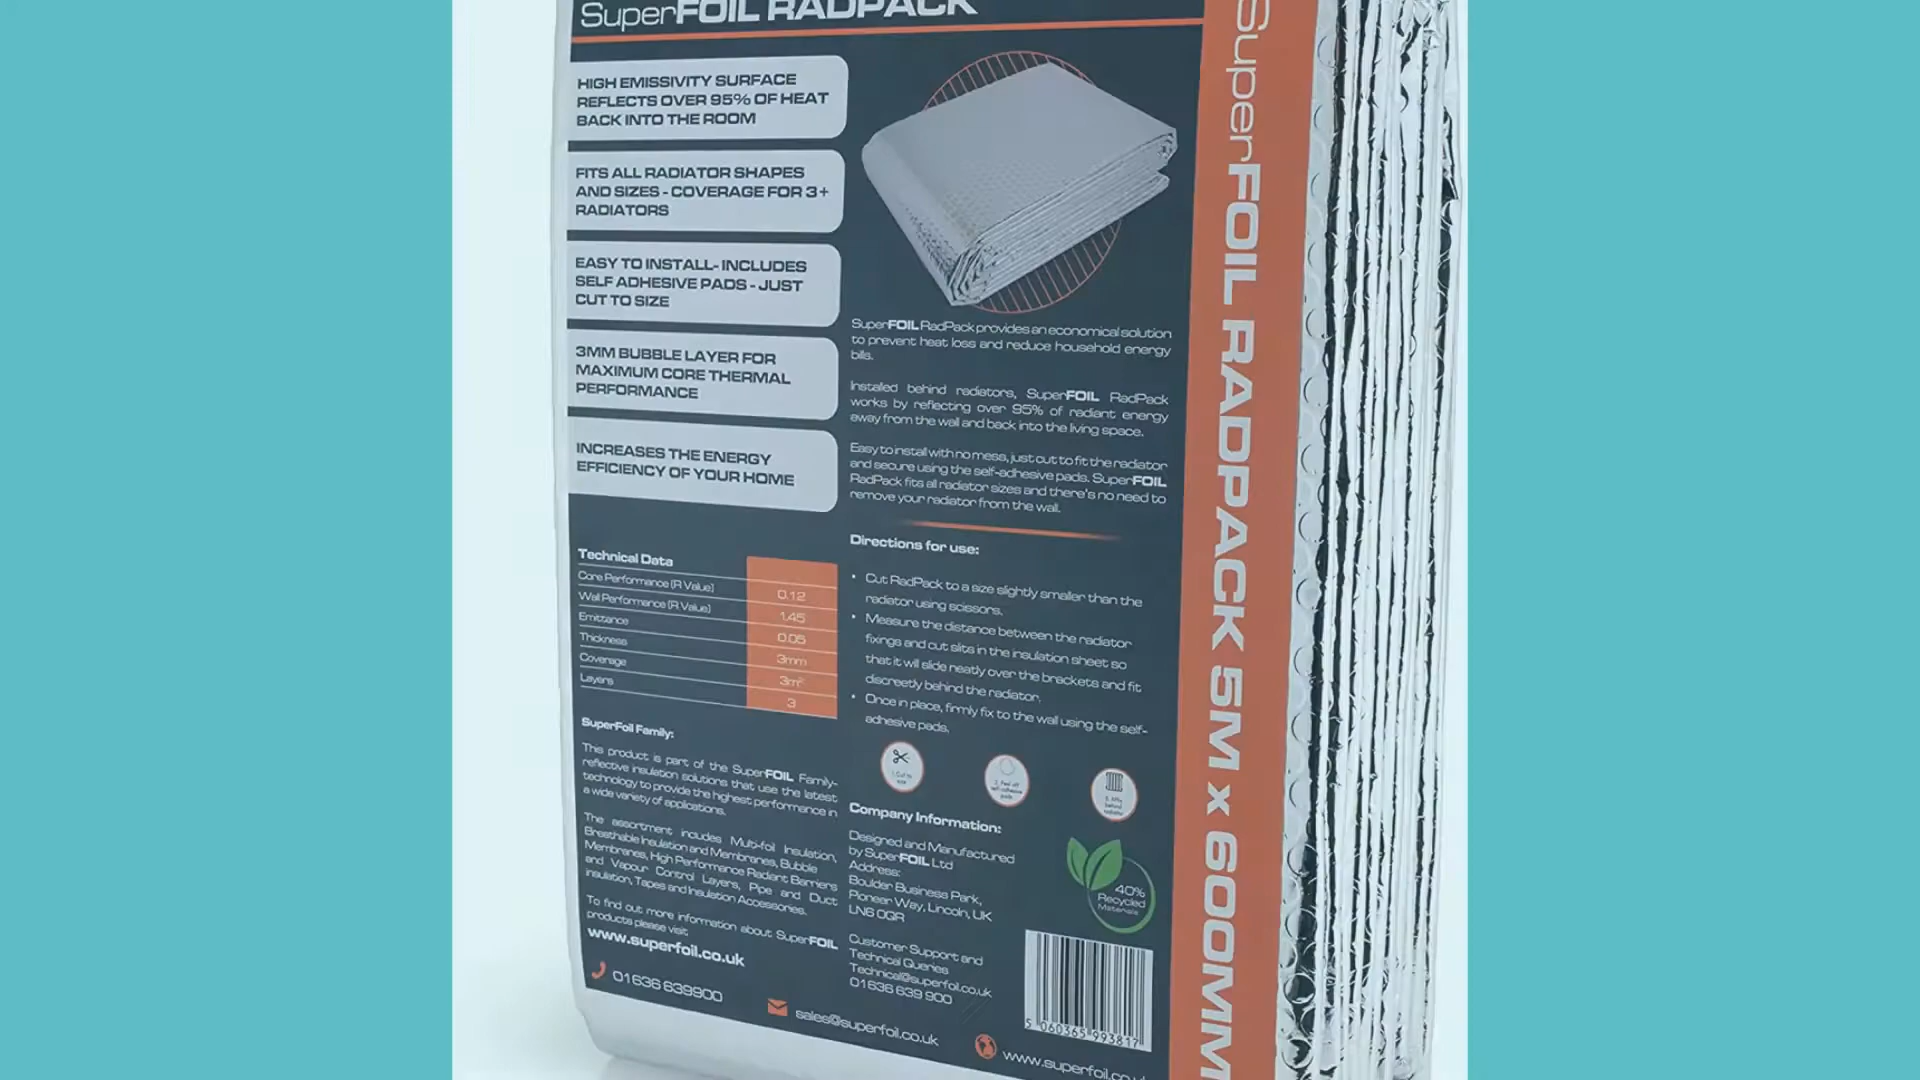 SuperFOIL RADPACK
HIGH EMISSIVITY SURFACE
REFLECTS OVER 95% OF HEAT
BACK INTO THE ROOM
FITS ALL RADIATOR SHAPES
AND SIZES - COVERAGE FOR 3+
RADIATORS
EASY TO INSTALL- INCLUDES
SELF ADHESIVE PADS - JUST
CUT TO SIZE
3MM BUBBLE LAYER FOR
MAXIMUM CORE THERMAL
PERFORMANCE
INCREASES THE ENERGY
EFFICIENCY OF YOUR HOME
Technical Data
Core Performance (R Value) 0.12
Wall Performance (R Value) 1.45
Emittance 0.05
Thickness 3mm
Coverage 3m²
Layers 3
SuperFoil Family:
This product is part of the SuperFOIL Family-
reflective insulation solutions that use the latest
technology to provide the highest performance in
a wide variety of applications.
The assortment includes Multi-foil Insulation,
Breathable Insulation and Membranes, Bubble
Membranes, High Performance Radiant Barriers
and Vapour Control Layers, Pipe and Duct
insulation, Tapes and Insulation Accessories.
To find out more information about SuperFOIL
products please visit
www.superfoil.co.uk
01636 639900
sales@superfoil.co.uk
www.superfoil.co.u
SuperFOIL RadPack provides an economical solution
to prevent heat loss and reduce household energy
bills.
Installed behind radiators, SuperFOIL RadPack
works by reflecting over 95% of radiant energy
away from the wall and back into the living space.
Easy to install with no mess, just cut to fit the radiator
and secure using the self-adhesive pads. SuperFOIL
RadPack fits all radiator sizes and there's no need to
remove your radiator from the wall.
Directions for use:
• Cut RadPack to a size slightly smaller than the
radiator using scissors.
• Measure the distance between the radiator
fixings and cut slits in the insulation sheet so
that it will slide neatly over the brackets and fit
discreetly behind the radiator.
• Once in place, firmly fix to the wall using the self-
adhesive pads.
1. Cut to
size
2. Peel off
self-adhesive
pads
behind
radiator
Company Information:
Designed and Manufactured
by SuperFOIL Ltd
Address:
Boulder Business Park,
Pioneer Way, Lincoln, UK
LN6 0QR
Customer Support and
Technical Queries
Technical@superfoil.co.uk
01636 639 900
40%
Recycled
Materials
5 060365 993817
SuperFOIL RADPACK 5M x 600MM